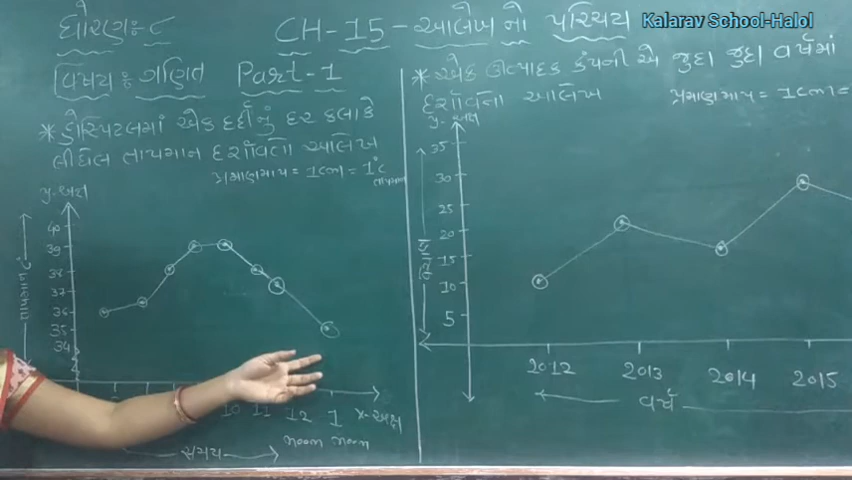 ધોરણ: ૮
CH-15-આલેખ નો પરિચય
Kalarav School-Halol
વિષય: ગણિત Part-1
* હોસ્પિટલમાં એક દર્દીનું દર કલાકે
લીધેલ તાપમાન દર્શાવતો આલેખ
પ્રમાણમાપ = 1cm = 1°c
તાપમાન
y-અક્ષ
તાપમાન °C
40
39
38
37
36
35
34
10 11 12 1 x-અક્ષ
સમય
* એક ઉત્પાદક કંપની એ જુદા જુદા વર્ષમાં
દર્શાવતો આલેખ
પ્રમાણમાપ = 1cm =
y-અક્ષ
35
30
25
20
15
10
5
2012 2013 2014 2015
વર્ષ